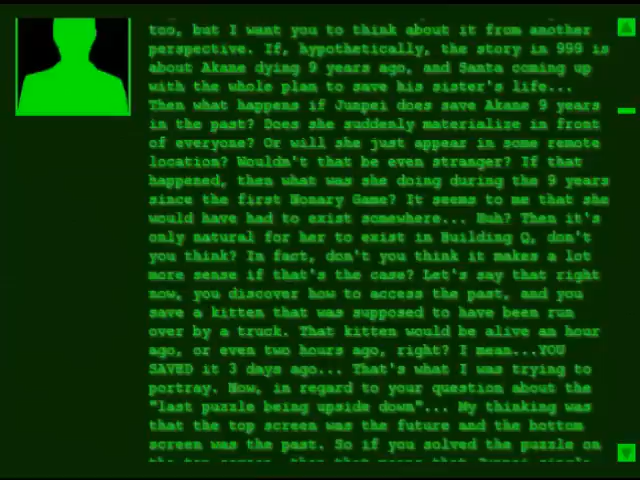 too, but I want you to think about it from another
perspective. If, hypothetically, the story in 999 is
about Akane dying 9 years ago, and Santa coming up
with the whole plan to save his sister's life...
Then what happens if Junpei does save Akane 9 years
in the past? Does she suddenly materialize in front
of everyone? Or will she just appear in some remote
location? Wouldn't that be even stranger? If that
happened, then what was she doing during the 9 years
since the first Nonary Game? It seems to me that she
would have had to exist somewhere... Huh? Then it's
only natural for her to exist in Building Q, don't
you think? In fact, don't you think it makes a lot
more sense if that's the case? Let's say that right
now, you discover how to access the past, and you
save a kitten that was supposed to have been run
over by a truck. That kitten would be alive an hour
ago, or even two hours ago, right? I mean...YOU
SAVED it 3 days ago... That's what I was trying to
portray. Now, in regard to your question about the
"last puzzle being upside down"... My thinking was
that the top screen was the future and the bottom
screen was the past. So if you solved the puzzle on